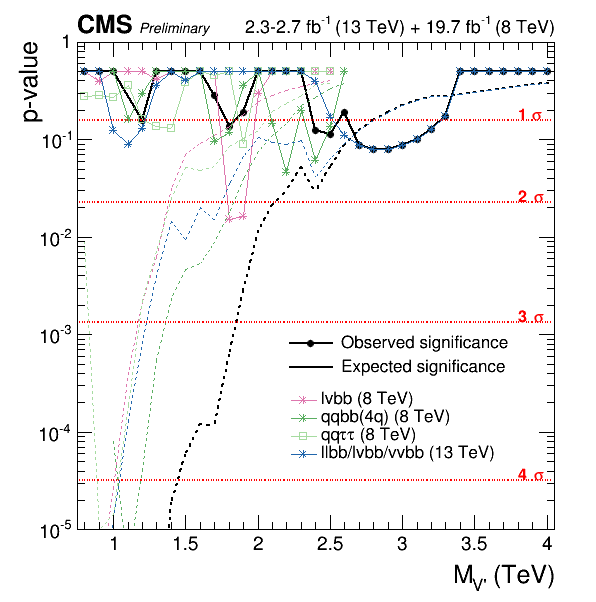 CMS Preliminary 2.3-2.7 fb⁻¹ (13 TeV) + 19.7 fb⁻¹ (8 TeV)
p-value
1
10⁻¹
10⁻²
10⁻³
10⁻⁴
10⁻⁵
1 σ
2 σ
3 σ
4 σ
Observed significance
Expected significance
lvbb (8 TeV)
qqbb(4q) (8 TeV)
qqττ (8 TeV)
llbb/lvbb/vvbb (13 TeV)
1 1.5 2 2.5 3 3.5 4
M_V' (TeV)